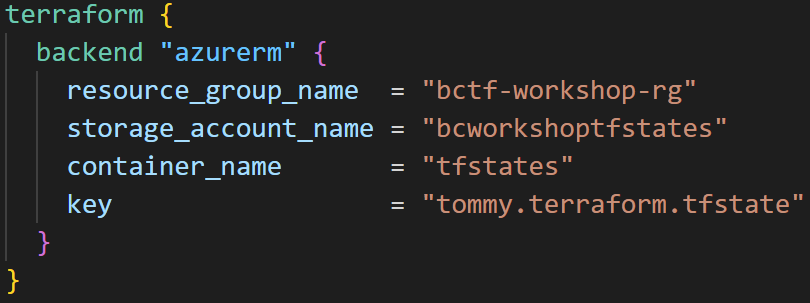 terraform {
  backend "azurerm" {
    resource_group_name  = "bctf-workshop-rg"
    storage_account_name = "bcworkshoptfstates"
    container_name       = "tfstates"
    key                  = "tommy.terraform.tfstate"
  }
}